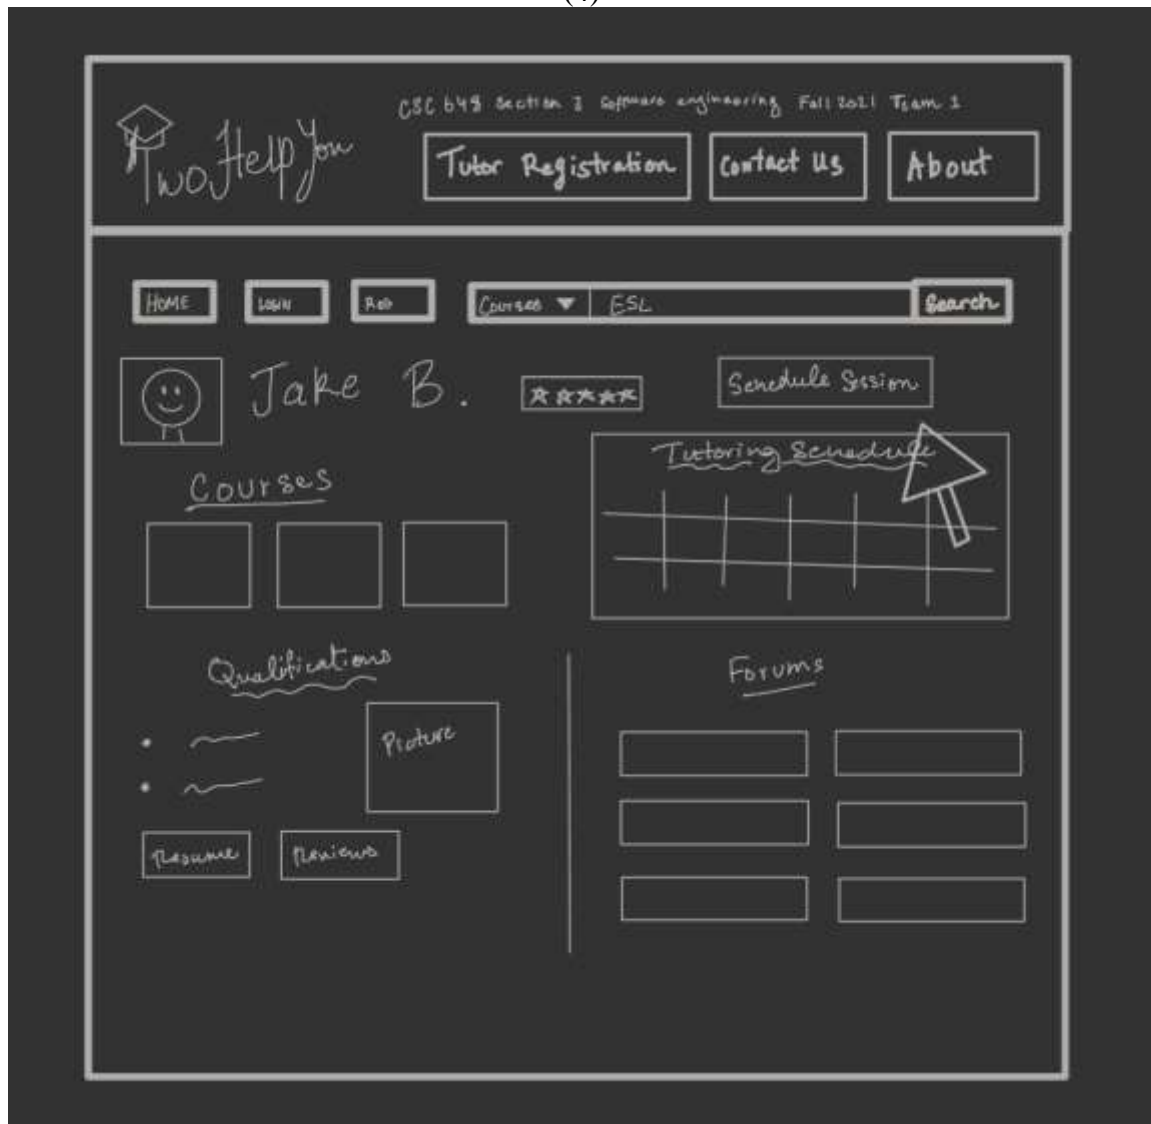 CSC 648 Section 3 Software engineering Fall 2021 Team 1
TwoHelpYou
Tutor Registration
Contact Us
About
HOME
LOGIN
Courses
ESL
Search
Jake B.
Schedule Session
Tutoring Schedule
Courses
Qualifications
Forums
Picture
Resume
Reviews